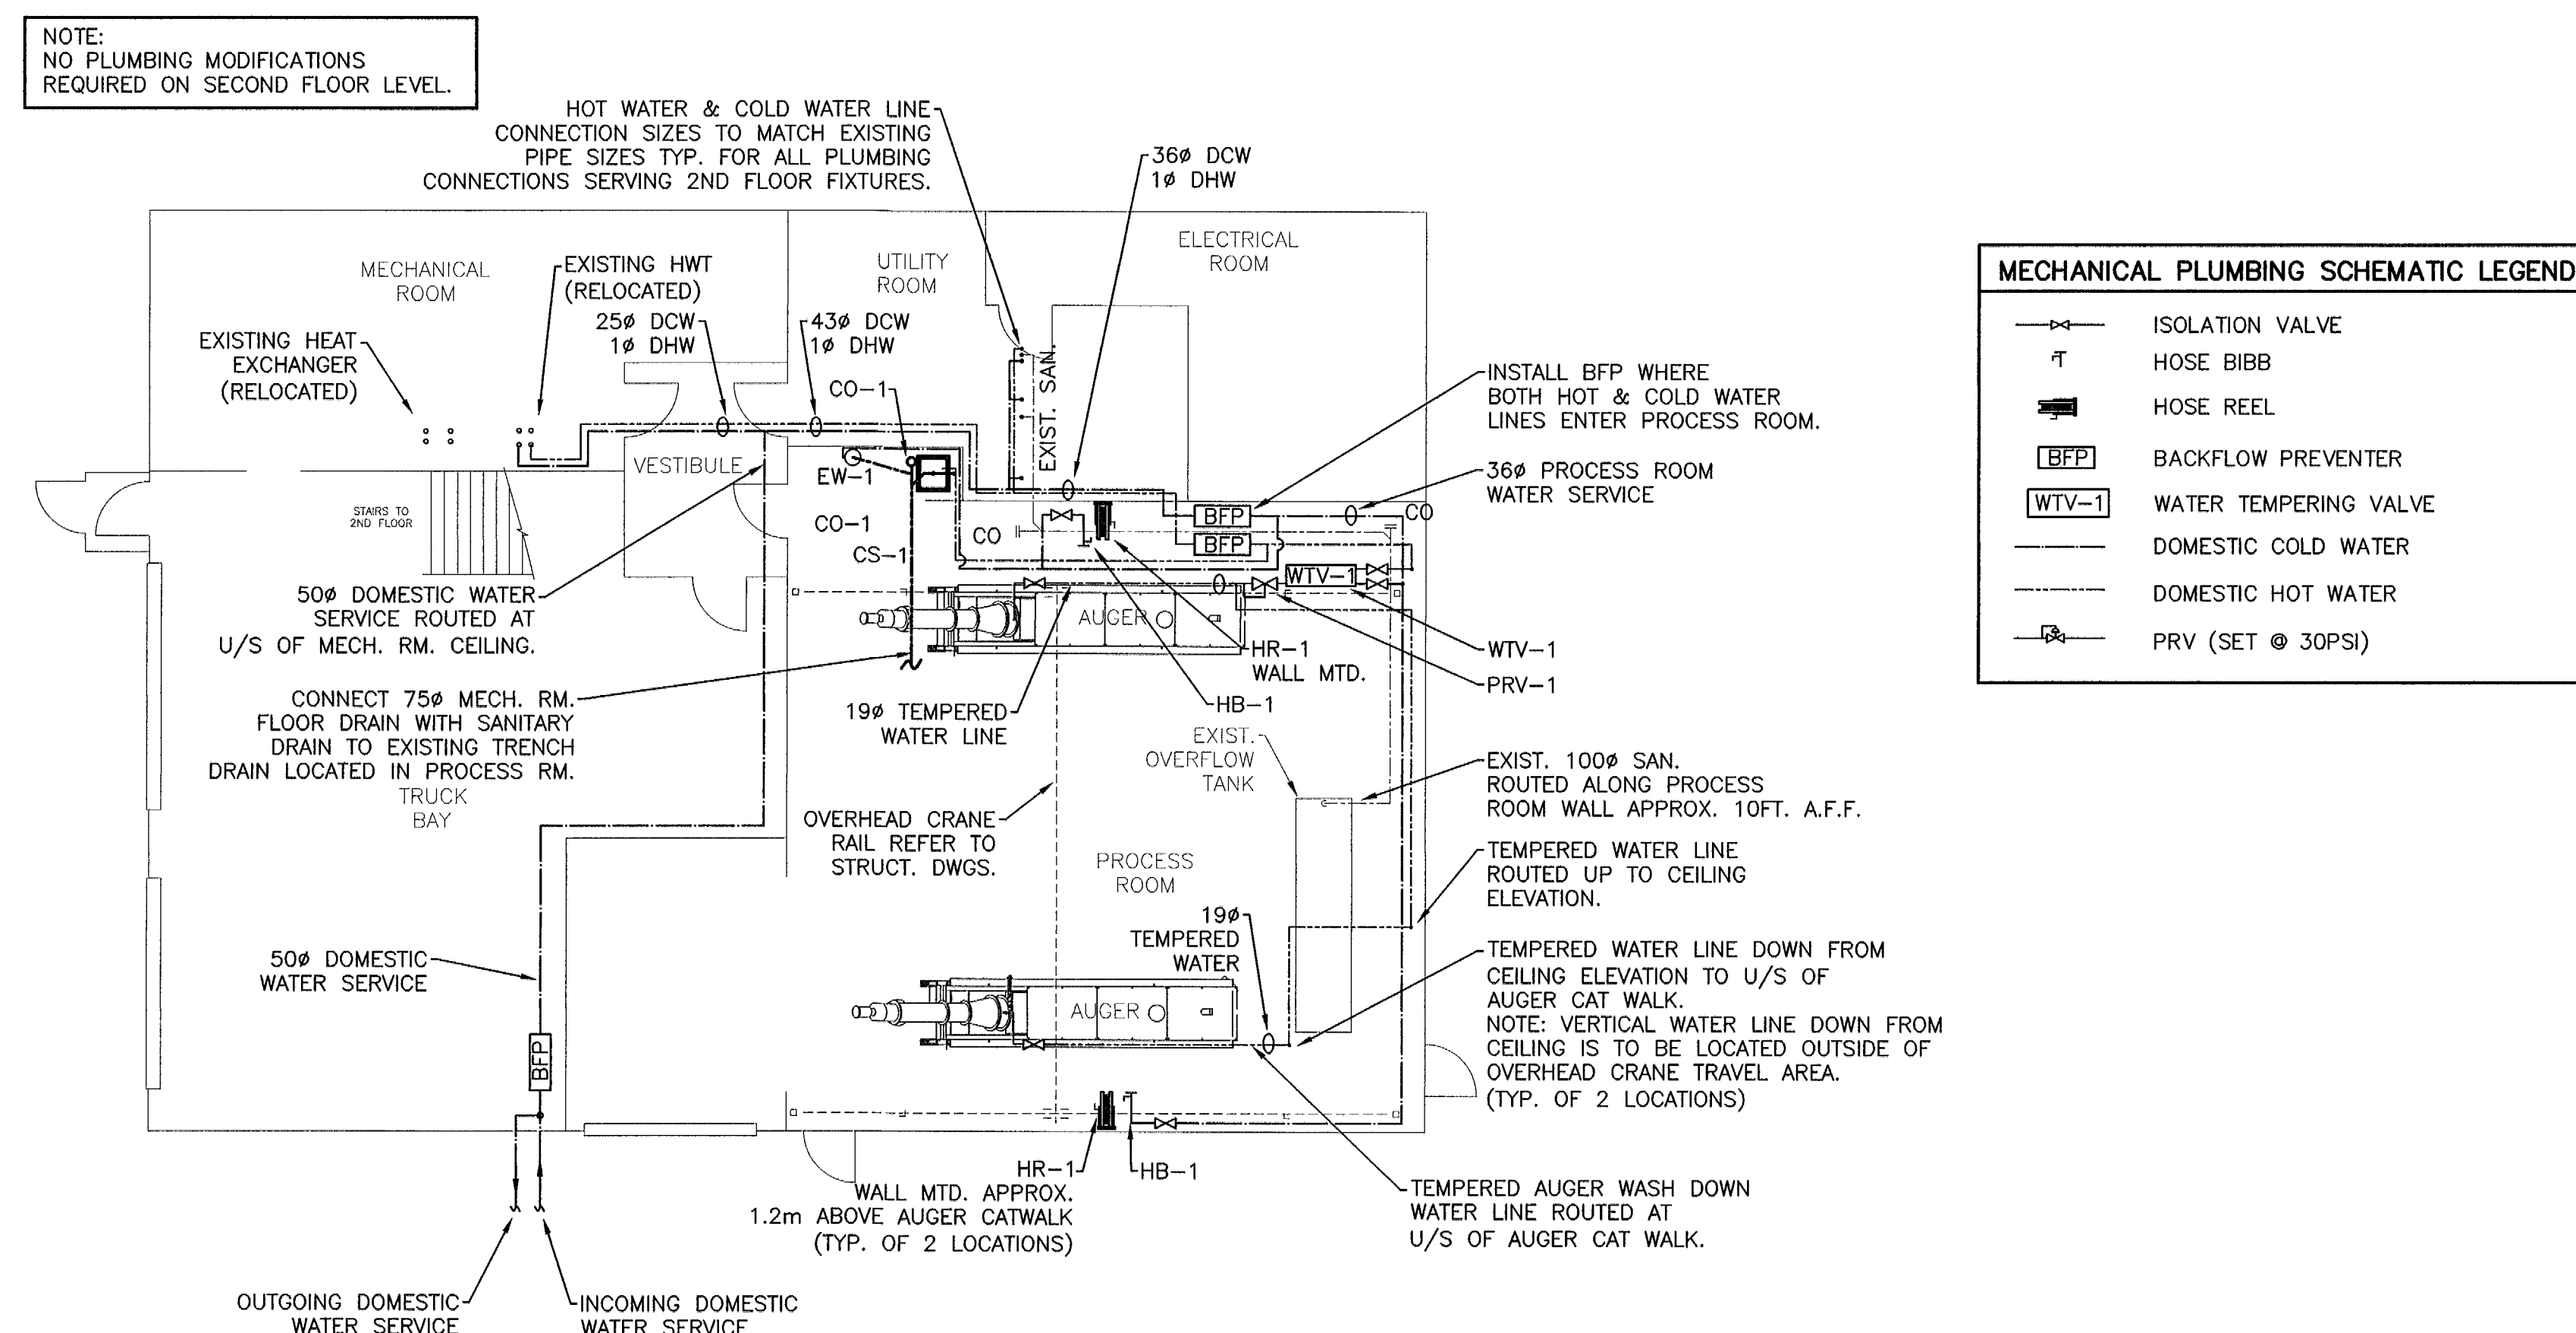 NOTE:
NO PLUMBING MODIFICATIONS
REQUIRED ON SECOND FLOOR LEVEL.
HOT WATER & COLD WATER LINE
CONNECTION SIZES TO MATCH EXISTING
PIPE SIZES TYP. FOR ALL PLUMBING
CONNECTIONS SERVING 2ND FLOOR FIXTURES.
36ø DCW
1ø DHW
MECHANICAL
ROOM
EXISTING HWT
(RELOCATED)
UTILITY
ROOM
ELECTRICAL
ROOM
25ø DCW
1ø DHW
43ø DCW
1ø DHW
EXISTING HEAT
EXCHANGER
(RELOCATED)
CO-1
EXIST. SAN.
INSTALL BFP WHERE
BOTH HOT & COLD WATER
LINES ENTER PROCESS ROOM.
VESTIBULE
EW-1
36ø PROCESS ROOM
WATER SERVICE
STAIRS TO
2ND FLOOR
CO-1
CS-1
CO
BFP
BFP
CO
WTV-1
50ø DOMESTIC WATER
SERVICE ROUTED AT
U/S OF MECH. RM. CEILING.
AUGER
HR-1
WALL MTD.
WTV-1
PRV-1
HB-1
CONNECT 75ø MECH. RM.
FLOOR DRAIN WITH SANITARY
DRAIN TO EXISTING TRENCH
DRAIN LOCATED IN PROCESS RM.
19ø TEMPERED
WATER LINE
EXIST.
OVERFLOW
TANK
EXIST. 100ø SAN.
ROUTED ALONG PROCESS
ROOM WALL APPROX. 10FT. A.F.F.
TRUCK
BAY
OVERHEAD CRANE
RAIL REFER TO
STRUCT. DWGS.
PROCESS
ROOM
TEMPERED WATER LINE
ROUTED UP TO CEILING
ELEVATION.
19ø
TEMPERED
WATER
50ø DOMESTIC
WATER SERVICE
TEMPERED WATER LINE DOWN FROM
CEILING ELEVATION TO U/S OF
AUGER CAT WALK.
NOTE: VERTICAL WATER LINE DOWN FROM
CEILING IS TO BE LOCATED OUTSIDE OF
OVERHEAD CRANE TRAVEL AREA.
(TYP. OF 2 LOCATIONS)
AUGER
BFP
HR-1
WALL MTD. APPROX.
1.2m ABOVE AUGER CATWALK
(TYP. OF 2 LOCATIONS)
HB-1
TEMPERED AUGER WASH DOWN
WATER LINE ROUTED AT
U/S OF AUGER CAT WALK.
OUTGOING DOMESTIC
WATER SERVICE
INCOMING DOMESTIC
WATER SERVICE
MECHANICAL PLUMBING SCHEMATIC LEGEND
ISOLATION VALVE
HOSE BIBB
HOSE REEL
BFP
BACKFLOW PREVENTER
WTV-1
WATER TEMPERING VALVE
DOMESTIC COLD WATER
DOMESTIC HOT WATER
PRV (SET @ 30PSI)